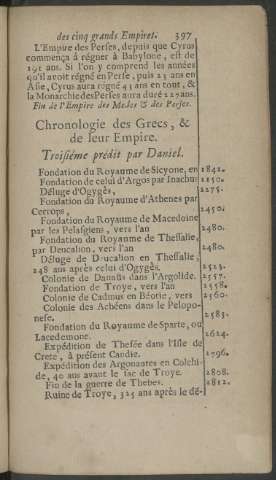 des cinq grands Empires. 397
L'Empire des Perses, depuis que Cyrus
commença à régner à Babylone, est de
191 ans. Si l'on y comprend les années
qu'il avoit régné en Perse, puis 23 ans en
Asie, Cyrus aura régné 43 ans en tout, &
la Monarchie des Perses aura duré 227 ans.
Fin de l'Empire des Medes & des Perses.
Chronologie des Grecs, &
de leur Empire.
Troisiéme prédit par Daniel.
Fondation du Royaume de Sicyone, en 1842.
Fondation de celui d'Argos par Inachus 2150.
Déluge d'Ogygès, 2275.
Fondation du Royaume d'Athenes par
Cecrops, 2450.
Fondation du Royaume de Macedoine
par les Pelasgiens, vers l'an 2480.
Fondation du Royaume de Thessalie,
par Deucalion, vers l'an 2480.
Déluge de Deucalion en Thessalie,
248 ans après celui d'Ogygès. 2523.
Colonie de Danaüs dans l'Argolide. 2557.
Fondation de Troye, vers l'an 2558.
Colonie de Cadmus en Béotie, vers 2560.
Colonie des Achéens dans le Pelopo-
nese. 2583.
Fondation du Royaume de Sparte, ou
Lacedemone. 2624.
Expédition de Thesée dans l'Isle de
Crete, à présent Candie. 2796.
Expédition des Argonautes en Colchi-
de, 40 ans avant le sac de Troye. 2808.
Fin de la guerre de Thebes. 2812.
Ruine de Troye, 325 ans après le dé-